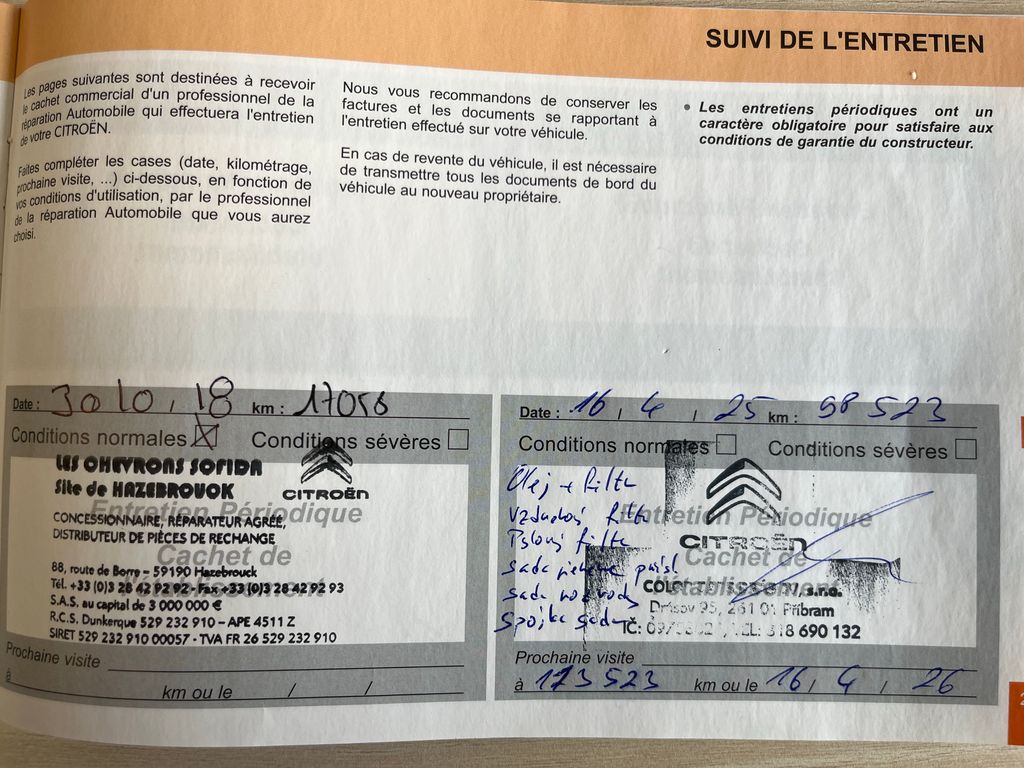 SUIVI DE L'ENTRETIEN
Les pages suivantes sont destinées à recevoir
le cachet commercial d'un professionnel de la
réparation Automobile qui effectuera l'entretien
de votre CITROËN.
Faites compléter les cases (date, kilométrage,
prochaine visite, ...) ci-dessous, en fonction de
vos conditions d'utilisation, par le professionnel
de la réparation Automobile que vous aurez
choisi.
Nous vous recommandons de conserver les
factures et les documents se rapportant à
l'entretien effectué sur votre véhicule.
En cas de revente du véhicule, il est nécessaire
de transmettre tous les documents de bord du
véhicule au nouveau propriétaire.
• Les entretiens périodiques ont un
caractère obligatoire pour satisfaire aux
conditions de garantie du constructeur.
Date : 30 10 , 18 km : 17056
Conditions normales Conditions sévères
LES CHEVRONS SOFIDA
Site de HAZEBROUCK
CITROËN
Entretien Périodique
CONCESSIONNAIRE, RÉPARATEUR AGRÉÉ,
DISTRIBUTEUR DE PIÈCES DE RECHANGE
Cachet de
88, route de Borre – 59190 Hazebrouck
Tél. +33 (0)3 28 42 92 92 - Fax +33 (0)3 28 42 92 93
S.A.S. au capital de 3 000 000 €
R.C.S. Dunkerque 529 232 910 – APE 4511 Z
SIRET 529 232 910 00057 - TVA FR 26 529 232 910
Prochaine visite
à km ou le / /
Date : 16 / 4 / 25 km : 98 523
Conditions normales Conditions sévères
Olej + filtr
Vzduchový filtr
Entretien Périodique
Pylový filtr
CITROËN
Cachet de
sada
l'établissement
s.r.o.
sada
95, 261 01 Příbram
Spojka sada
IČ: 690 132
Prochaine visite
à 123 523 km ou le 16 / 4 / 26